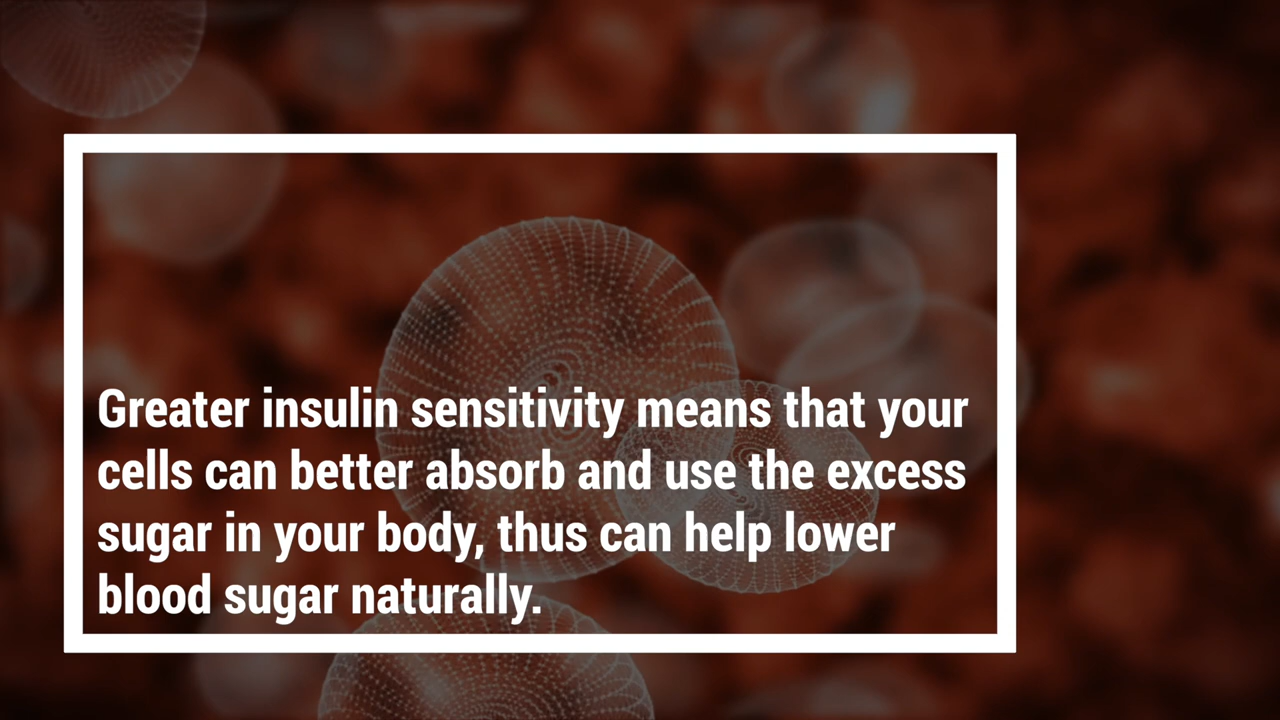 Greater insulin sensitivity means that your
cells can better absorb and use the excess
sugar in your body, thus can help lower
blood sugar naturally.